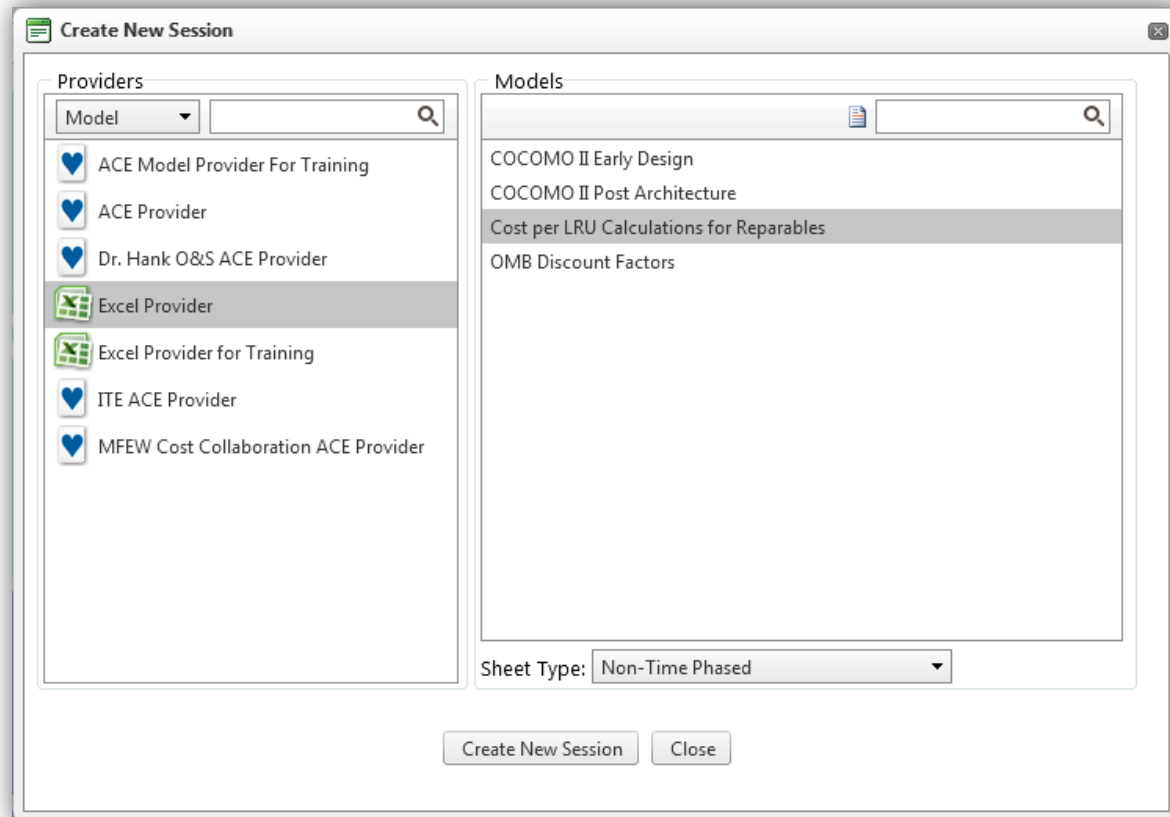 Create New Session
Providers
Model
ACE Model Provider For Training
ACE Provider
Dr. Hank O&S ACE Provider
Excel Provider
Excel Provider for Training
ITE ACE Provider
MFEW Cost Collaboration ACE Provider
Models
COCOMO II Early Design
COCOMO II Post Architecture
Cost per LRU Calculations for Reparables
OMB Discount Factors
Sheet Type: Non-Time Phased
Create New Session Close